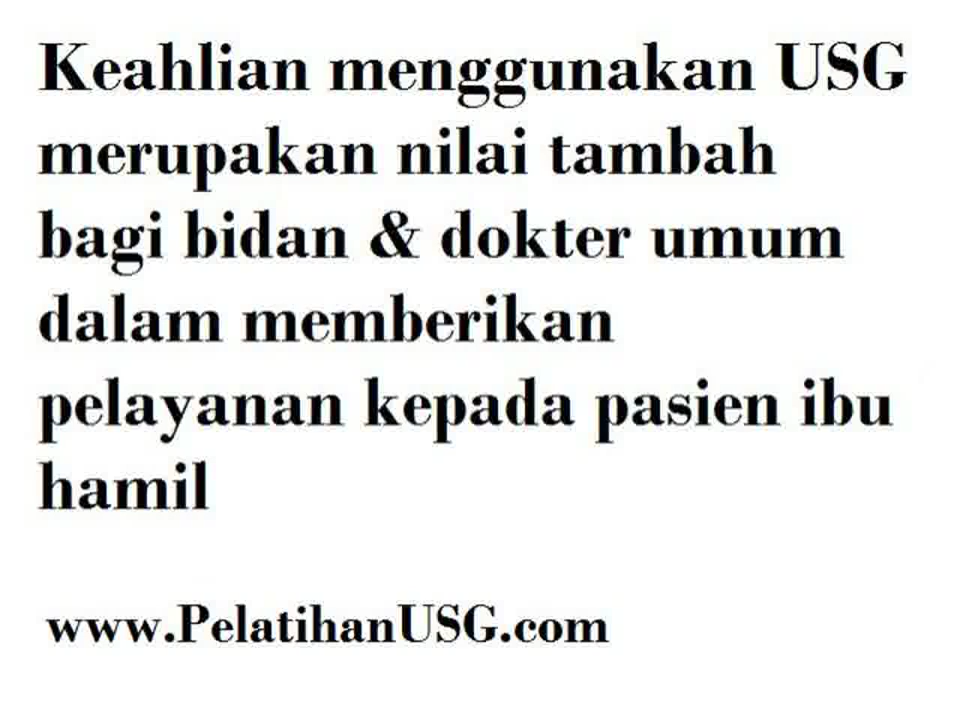 Keahlian menggunakan USG
merupakan nilai tambah
bagi bidan & dokter umum
dalam memberikan
pelayanan kepada pasien ibu
hamil
www.PelatihanUSG.com